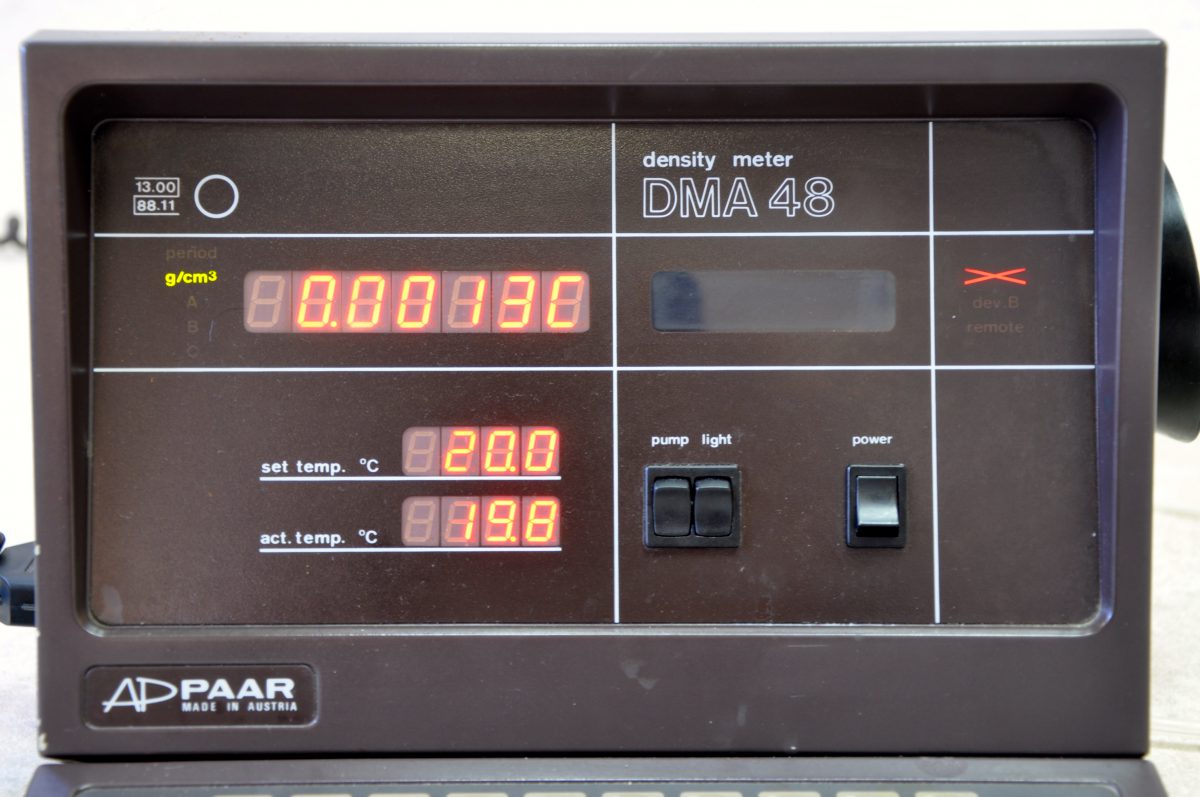 density meter
13.00
DMA 48
88.11
period
g/cm³
0.0013C
A
dev.B
B
remote
C
pump light
power
set temp. °C 20.0
act. temp. °C 19.8
AP PAAR
MADE IN AUSTRIA